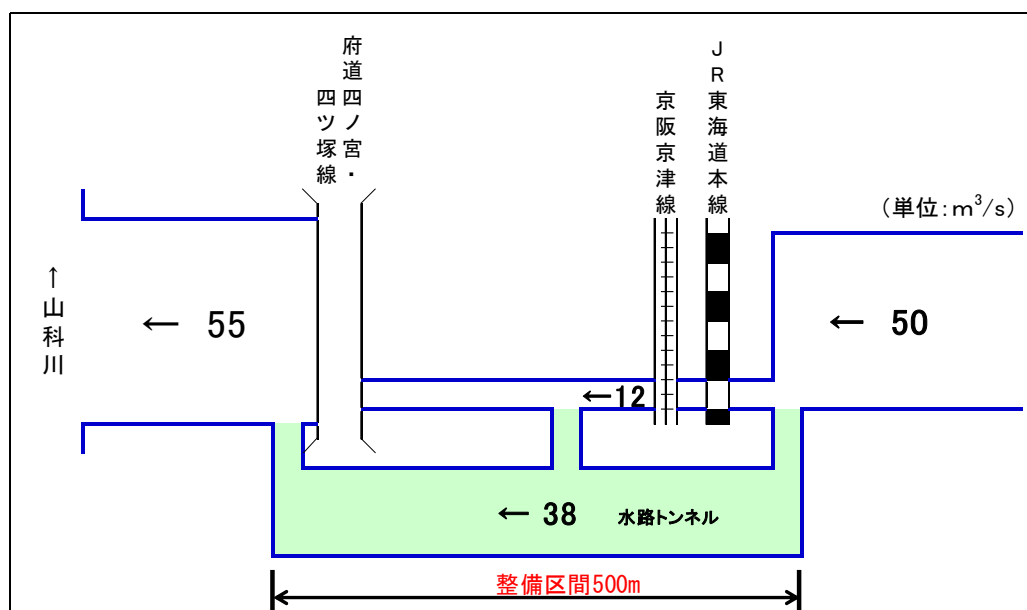 府道四ノ宮・
四ツ塚線
京阪京津線
JR東海道本線
(単位:m³/s)
↑山科川
← 55
← 50
←12
← 38 水路トンネル
整備区間500m